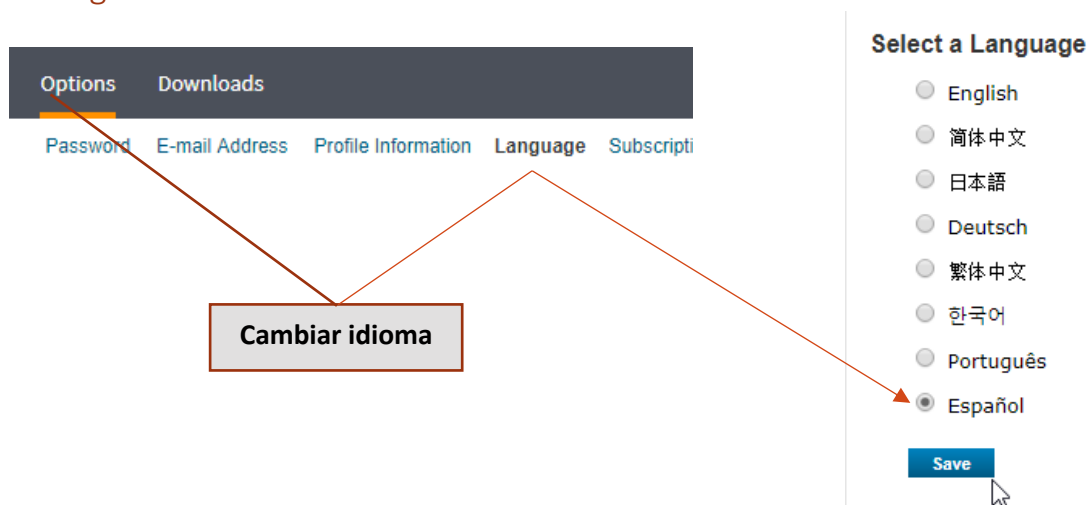 Options Downloads
Password E-mail Address Profile Information Language Subscripti
Cambiar idioma
Select a Language
English
简体中文
日本語
Deutsch
繁体中文
한국어
Português
Español
Save